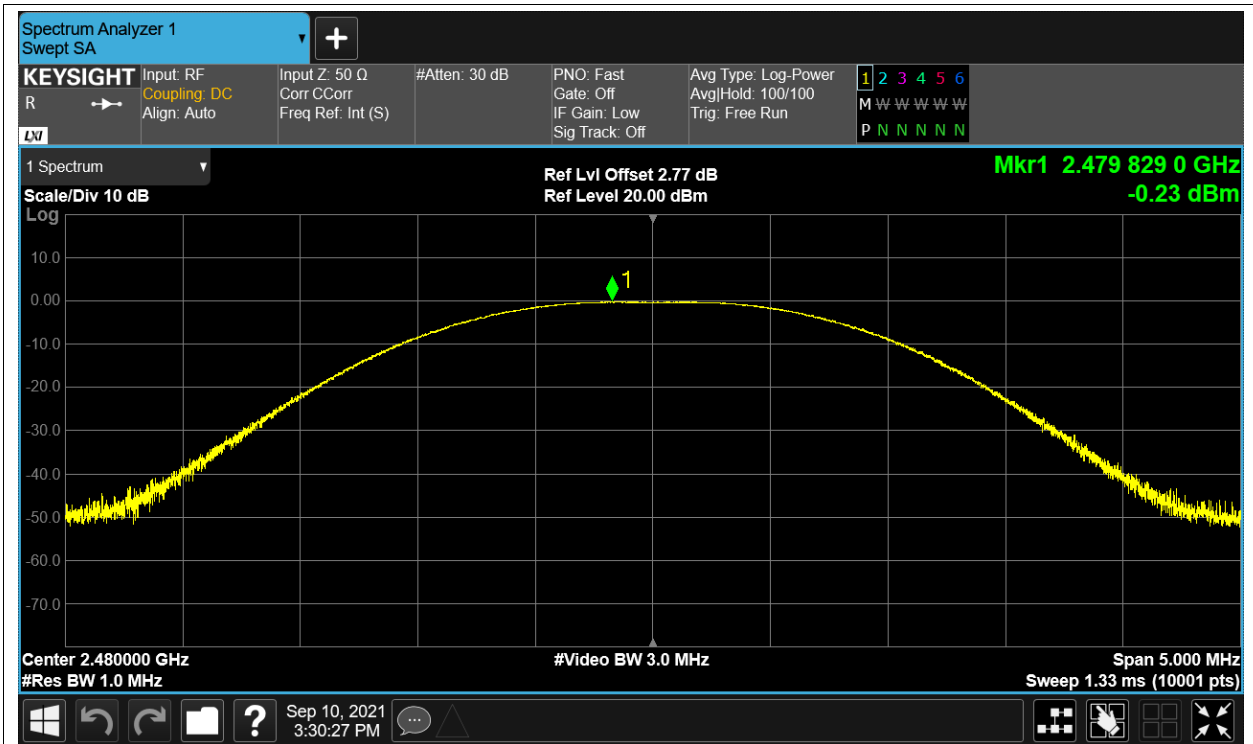 Spectrum Analyzer 1
Swept SA
KEYSIGHT Input: RF Input Z: 50 Ω #Atten: 30 dB PNO: Fast Avg Type: Log-Power 1 2 3 4 5 6
R Coupling: DC Corr CCorr Gate: Off Avg|Hold: 100/100 M W W W W W W
Align: Auto Freq Ref: Int (S) IF Gain: Low Trig: Free Run
LXI Sig Track: Off P N N N N N N
1 Spectrum
Ref Lvl Offset 2.77 dB
Mkr1 2.479 829 0 GHz
Scale/Div 10 dB
Ref Level 20.00 dBm
-0.23 dBm
Log
10.0
1
0.00
-10.0
-20.0
-30.0
-40.0
-50.0
-60.0
-70.0
Center 2.480000 GHz #Video BW 3.0 MHz Span 5.000 MHz
#Res BW 1.0 MHz Sweep 1.33 ms (10001 pts)
? Sep 10, 2021
3:30:27 PM